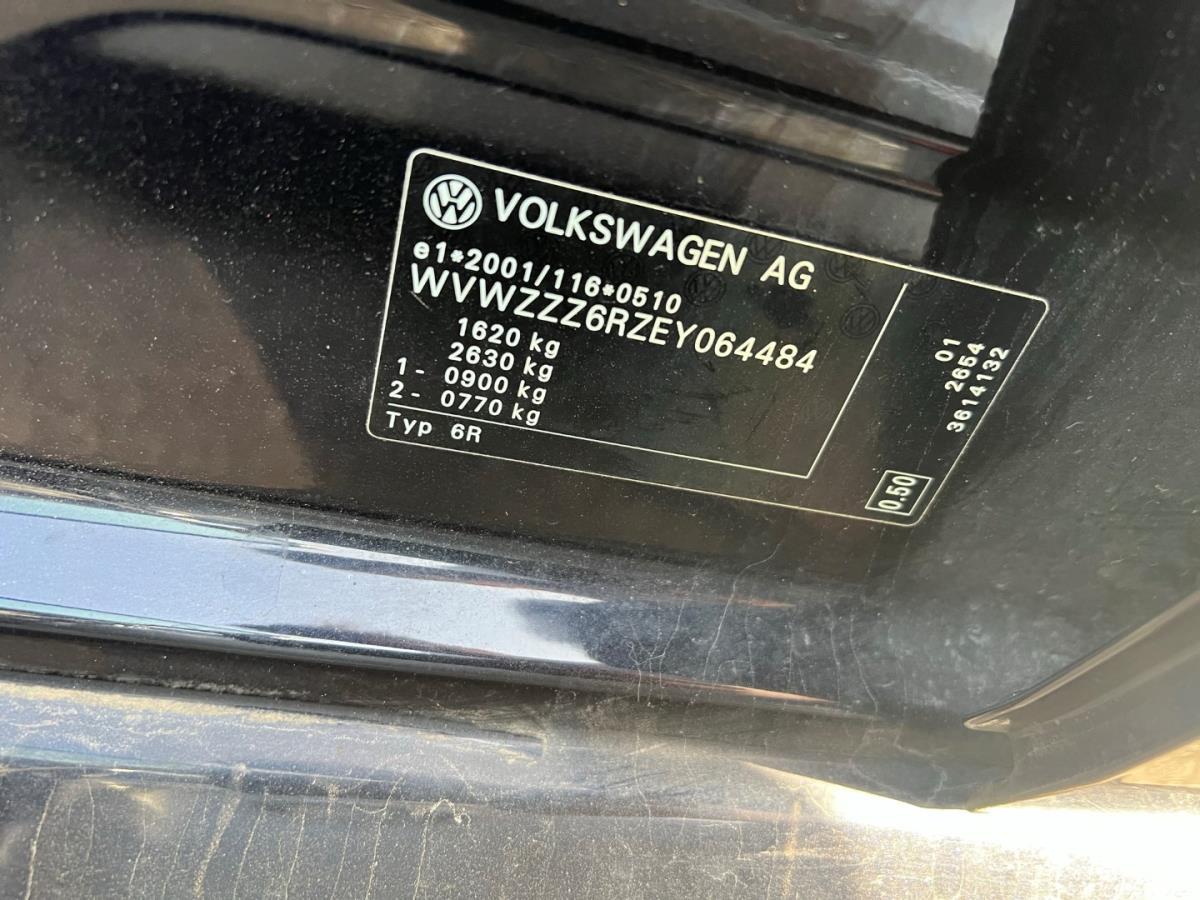 VOLKSWAGEN AG
e1*2001/116*0510
WVWZZZ6RZEY064484
1620 kg
2630 kg
1- 0900 kg
2- 0770 kg
Typ 6R
01
2654
3614132
0.50